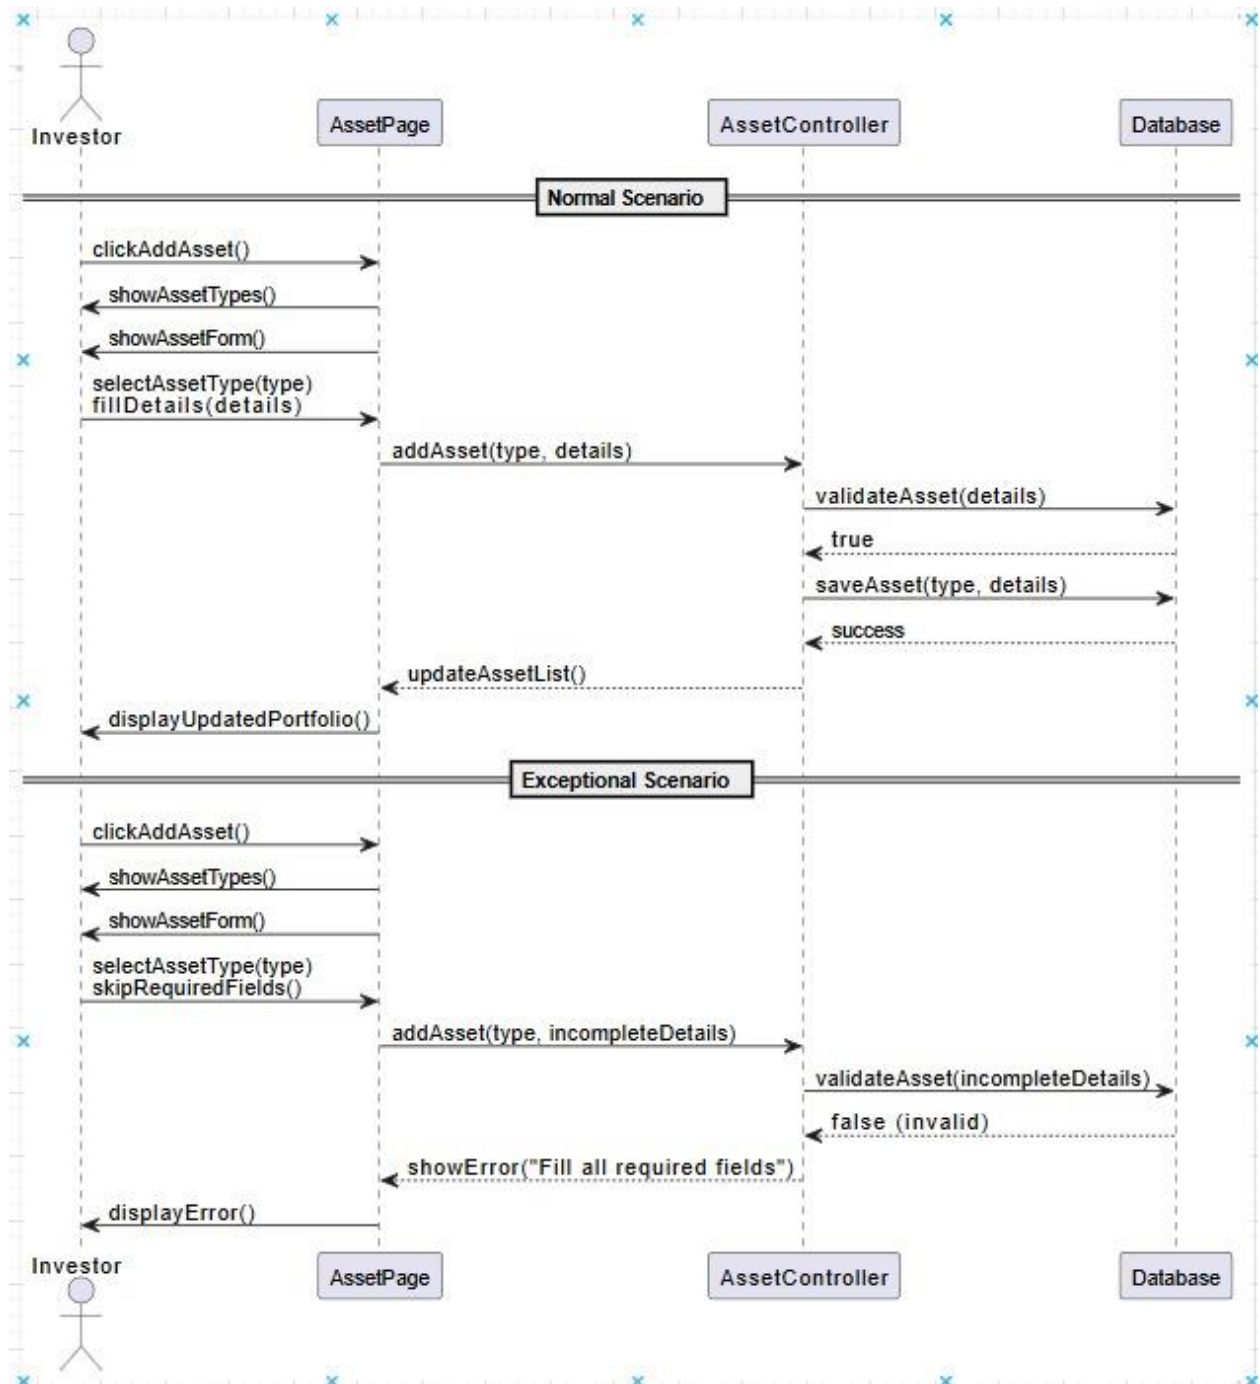 Investor
AssetPage
AssetController
Database
Normal Scenario
clickAddAsset()
showAssetTypes()
showAssetForm()
selectAssetType(type)
fillDetails(details)
addAsset(type, details)
validateAsset(details)
true
saveAsset(type, details)
success
updateAssetList()
displayUpdatedPortfolio()
Exceptional Scenario
clickAddAsset()
showAssetTypes()
showAssetForm()
selectAssetType(type)
skipRequiredFields()
addAsset(type, incompleteDetails)
validateAsset(incompleteDetails)
false (invalid)
showError("Fill all required fields")
displayError()
Investor
AssetPage
AssetController
Database